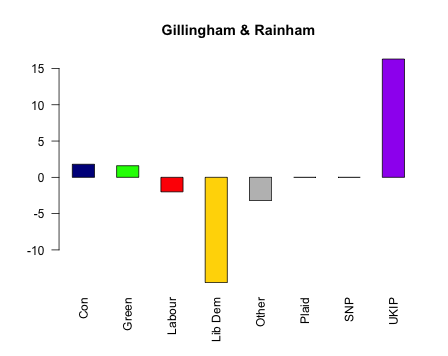 Gillingham & Rainham
15
10
5
0
-5
-10
Con
Green
Labour
Lib Dem
Other
Plaid
SNP
UKIP